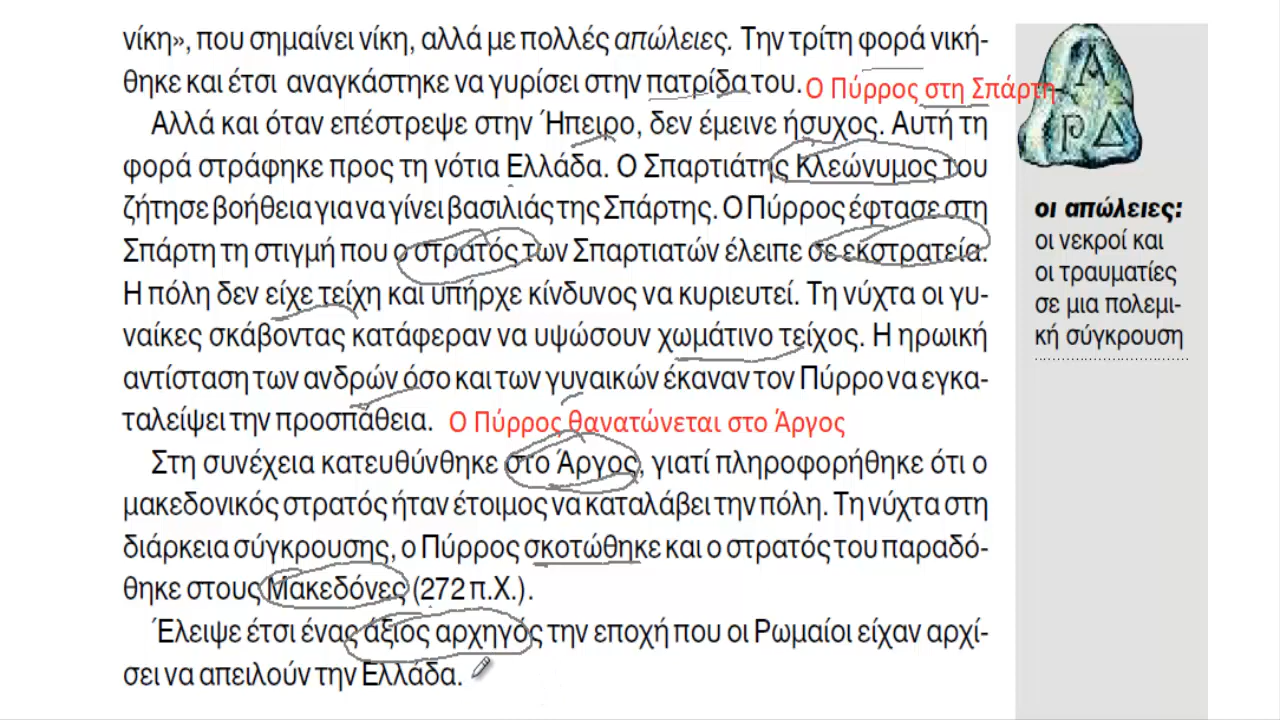 νίκη», που σημαίνει νίκη, αλλά με πολλές απώλειες. Την τρίτη φορά νική-
θηκε και έτσι αναγκάστηκε να γυρίσει στην πατρίδα του. Ο Πύρρος στη Σπάρτη
Αλλά και όταν επέστρεψε στην Ήπειρο, δεν έμεινε ήσυχος. Αυτή τη
φορά στράφηκε προς τη νότια Ελλάδα. Ο Σπαρτιάτης Κλεώνυμος του
ζήτησε βοήθεια για να γίνει βασιλιάς της Σπάρτης. Ο Πύρρος έφτασε στη
Σπάρτη τη στιγμή που ο στρατός των Σπαρτιατών έλειπε σε εκστρατεία.
Η πόλη δεν είχε τείχη και υπήρχε κίνδυνος να κυριευτεί. Τη νύχτα οι γυ-
ναίκες σκάβοντας κατάφεραν να υψώσουν χωμάτινο τείχος. Η ηρωική
αντίσταση των ανδρών όσο και των γυναικών έκαναν τον Πύρρο να εγκα-
ταλείψει την προσπάθεια. Ο Πύρρος θανατώνεται στο Άργος
Στη συνέχεια κατευθύνθηκε στο Άργος, γιατί πληροφορήθηκε ότι ο
μακεδονικός στρατός ήταν έτοιμος να καταλάβει την πόλη. Τη νύχτα στη
διάρκεια σύγκρουσης, ο Πύρρος σκοτώθηκε και ο στρατός του παραδό-
θηκε στους Μακεδόνες (272 π.Χ.).
Έλειψε έτσι ένας άξιος αρχηγός την εποχή που οι Ρωμαίοι είχαν αρχί-
σει να απειλούν την Ελλάδα.
Α
Ρ Δ
οι απώλειες:
οι νεκροί και
οι τραυματίες
σε μια πολεμι-
κή σύγκρουση